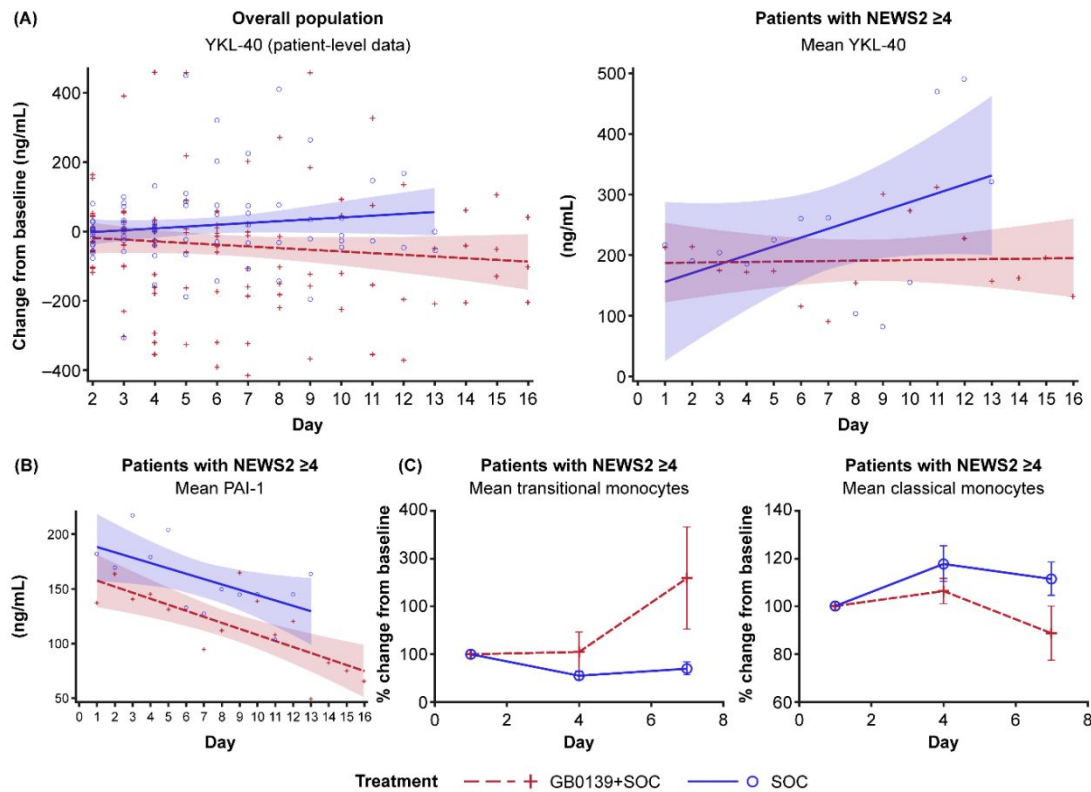 (A)
Overall population
YKL-40 (patient-level data)
Change from baseline (ng/mL)
400
200
0
–200
–400
2 3 4 5 6 7 8 9 10 11 12 13 14 15 16
Day
Patients with NEWS2 ≥4
Mean YKL-40
(ng/mL)
500
400
300
200
100
0
0 1 2 3 4 5 6 7 8 9 10 11 12 13 14 15 16
Day
(B)
Patients with NEWS2 ≥4
Mean PAI-1
(ng/mL)
200
150
100
50
0 1 2 3 4 5 6 7 8 9 10 11 12 13 14 15 16
Day
(C)
Patients with NEWS2 ≥4
Mean transitional monocytes
% change from baseline
400
300
100
100
0
0 2 4 6 8
Day
Patients with NEWS2 ≥4
Mean classical monocytes
% change from baseline
140
120
100
80
60
0 2 4 6 8
Day
Treatment GB0139+SOC SOC